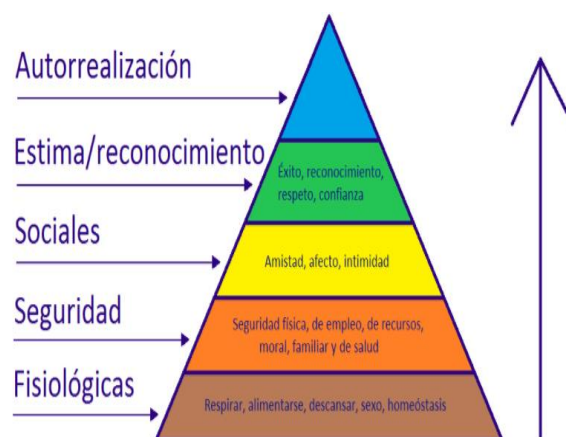 Autorrealización
Estima/reconocimiento
Éxito, reconocimiento,
respeto, confianza
Sociales
Amistad, afecto, intimidad
Seguridad
Seguridad física, de empleo, de recursos,
moral, familiar y de salud
Fisiológicas
Respirar, alimentarse, descansar, sexo, homeóstasis